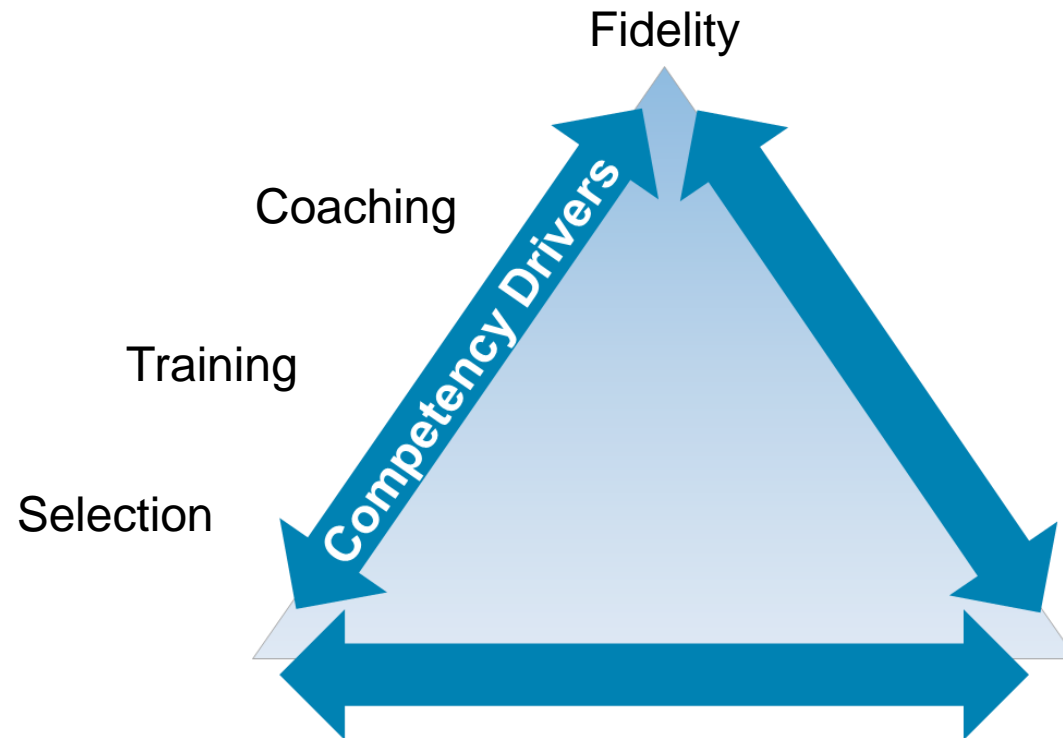 Fidelity
Coaching
Competency Drivers
Training
Selection